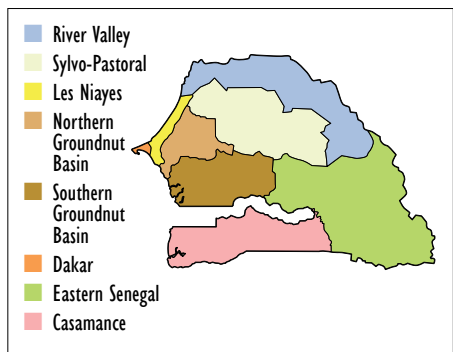 River Valley
Sylvo-Pastoral
Les Niayes
Northern
Groundnut
Basin
Southern
Groundnut
Basin
Dakar
Eastern Senegal
Casamance